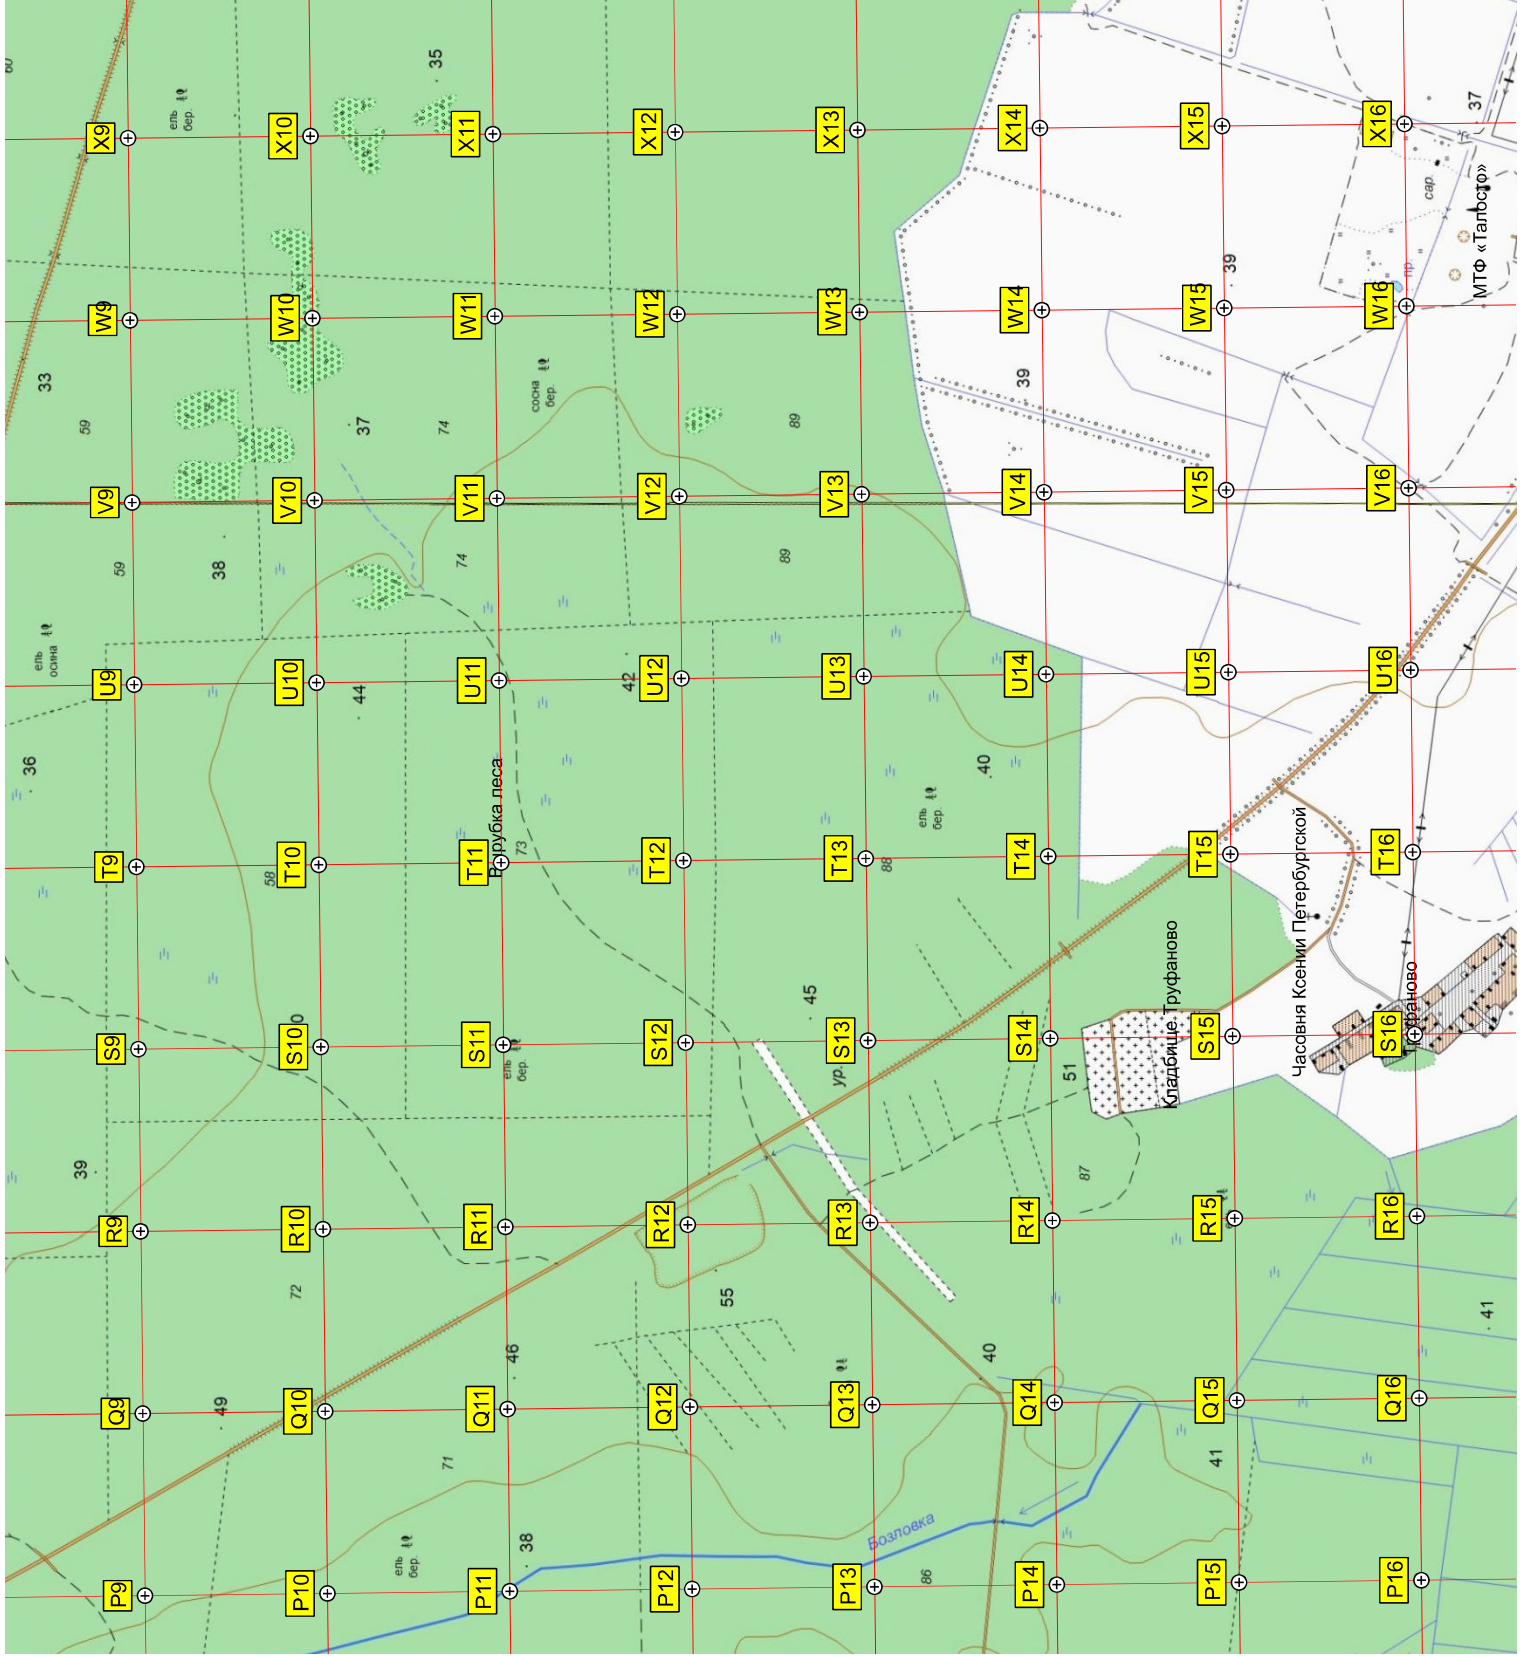 60
36
33
ель
осина
39
59
P9
Q9
R9
S9
T9
U9
V9
W9
X9
59
ель
бер.
49
38
72
0
58
P10
Q10
R10
S10
T10
U10
V10
W10
X10
44
37
ель
бер.
71
74
74
35
P11
Q11
R11
S11
T11
U11
V11
W11
X11
ель
бер.
Вырубка леса
38
46
73
сосна
бер.
42
P12
Q12
R12
S12
T12
U12
V12
W12
X12
55
45
89
89
ур.
P13
Q13
R13
S13
T13
U13
V13
W13
X13
Бозловка
86
88
ель
бер.
40
40
39
P14
Q14
R14
S14
T14
U14
V14
W14
X14
51
87
Кладбище Труфаново
41
P15
Q15
R15
S15
T15
U15
V15
W15
X15
39
Часовня Ксении Петербургской
P16
Q16
R16
S16
T16
U16
V16
W16
X16
Труфаново
пр.
сар.
41
МТФ «Талосто»
37